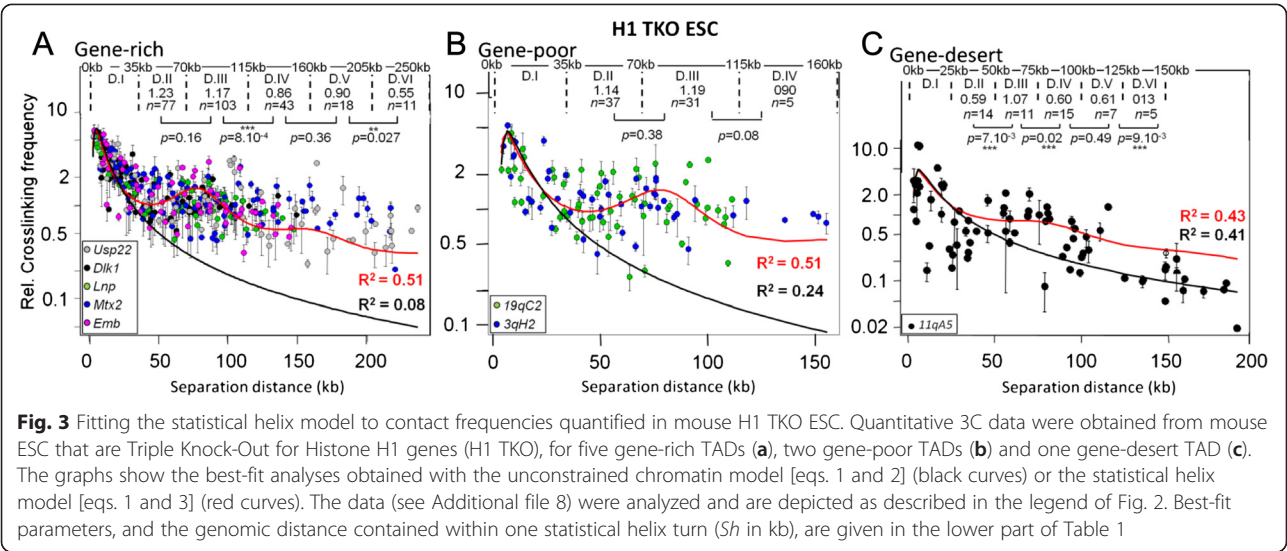 H1 TKO ESC
A Gene-rich
0kb 35kb 70kb 115kb 160kb 205kb 250kb
D.I D.II D.III D.IV D.V D.VI
1.23 1.17 0.86 0.90 0.55
n=77 n=103 n=43 n=18 n=11
*** **
p=0.16 p=8.10-4 p=0.36 p=0.027
Rel. Crosslinking frequency
10
2
1
0.5
0.1
Usp22
Dlk1
Lnp
Mtx2
Emb
R2 = 0.51
R2 = 0.08
0 50 100 150 200
Separation distance (kb)
B Gene-poor
0kb 35kb 70kb 115kb 160kb
D.I D.II D.III D.IV
1.14 1.19 090
n=37 n=31 n=5
p=0.38 p=0.08
10
2
1
0.5
0.1
19qC2
3qH2
R2 = 0.51
R2 = 0.24
0 50 100 150
Separation distance (kb)
C Gene-desert
0kb 25kb 50kb 75kb 100kb 125kb 150kb
D.I D.II D.III D.IV D.V D.VI
0.59 1.07 0.60 0.61 013
n=14 n=11 n=15 n=7 n=5
p=7.10-3 p=0.02 p=0.49 p=9.10-3
*** *** ***
10.0
5.0
2.0
1.0
0.5
0.1
0.02
11qA5
R2 = 0.43
R2 = 0.41
0 50 100 150 200
Separation distance (kb)
Fig. 3 Fitting the statistical helix model to contact frequencies quantified in mouse H1 TKO ESC. Quantitative 3C data were obtained from mouse
ESC that are Triple Knock-Out for Histone H1 genes (H1 TKO), for five gene-rich TADs (a), two gene-poor TADs (b) and one gene-desert TAD (c).
The graphs show the best-fit analyses obtained with the unconstrained chromatin model [eqs. 1 and 2] (black curves) or the statistical helix
model [eqs. 1 and 3] (red curves). The data (see Additional file 8) were analyzed and are depicted as described in the legend of Fig. 2. Best-fit
parameters, and the genomic distance contained within one statistical helix turn (Sh in kb), are given in the lower part of Table 1